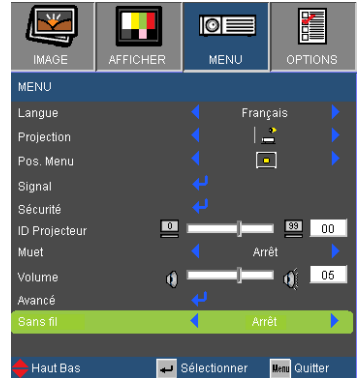 IMAGE AFFICHER MENU OPTIONS
MENU
Langue Français
Projection
Pos. Menu
Signal
Sécurité
ID Projecteur 0 99 00
Muet Arrêt
Volume 05
Avancé
Sans fil Arrêt
Haut Bas Sélectionner Menu Quitter